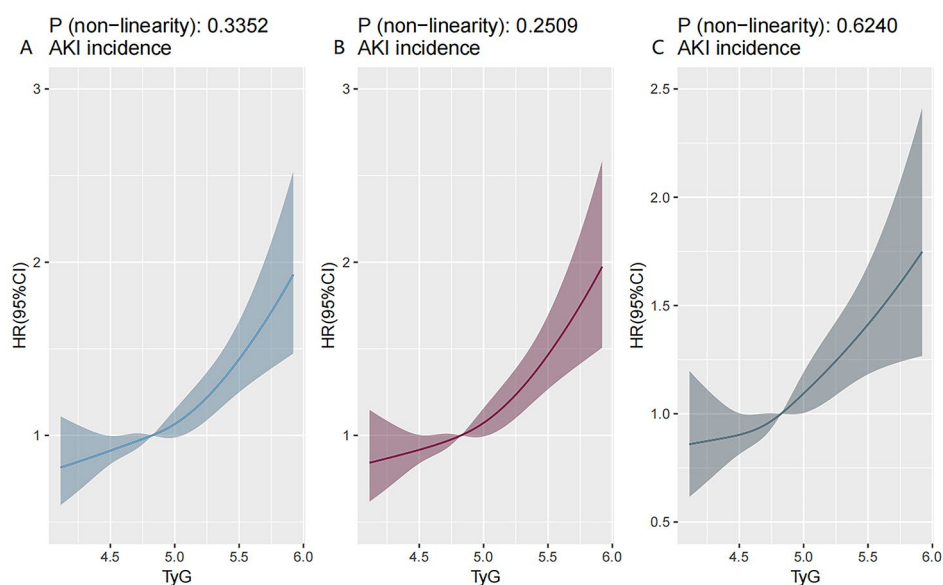 P (non-linearity): 0.3352
A AKI incidence
3
2
1
HR(95%CI)
4.5 5.0 5.5 6.0
TyG
P (non-linearity): 0.2509
B AKI incidence
3
2
1
HR(95%CI)
4.5 5.0 5.5 6.0
TyG
P (non-linearity): 0.6240
C AKI incidence
2.5
2.0
1.5
1.0
0.5
HR(95%CI)
4.5 5.0 5.5 6.0
TyG